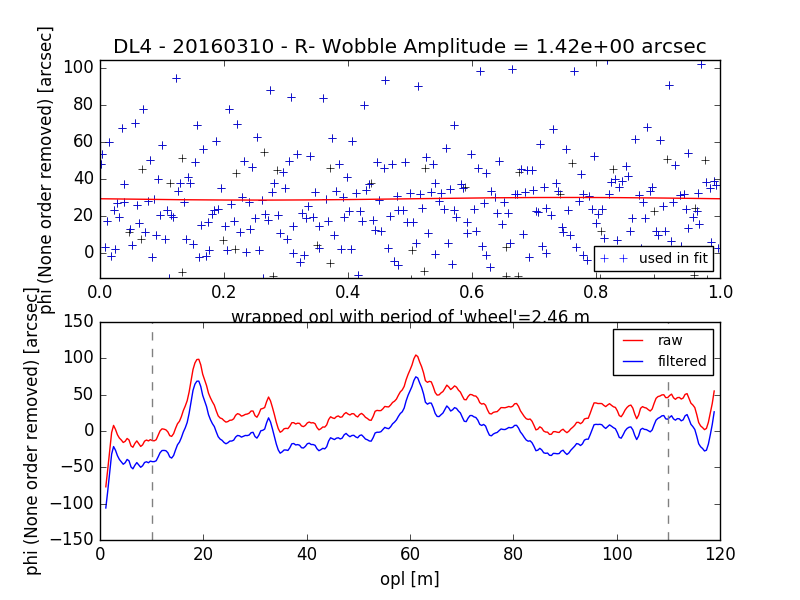 DL4 - 20160310 - R- Wobble Amplitude = 1.42e+00 arcsec
phi (None order removed) [arcsec]
100
80
60
40
20
0
used in fit
0.0 0.2 0.4 0.6 0.8 1.0
wrapped opl with period of 'wheel'=2.46 m
phi (None order removed) [arcsec]
150
100
50
0
−50
−100
−150
raw
filtered
0 20 40 60 80 100 120
opl [m]